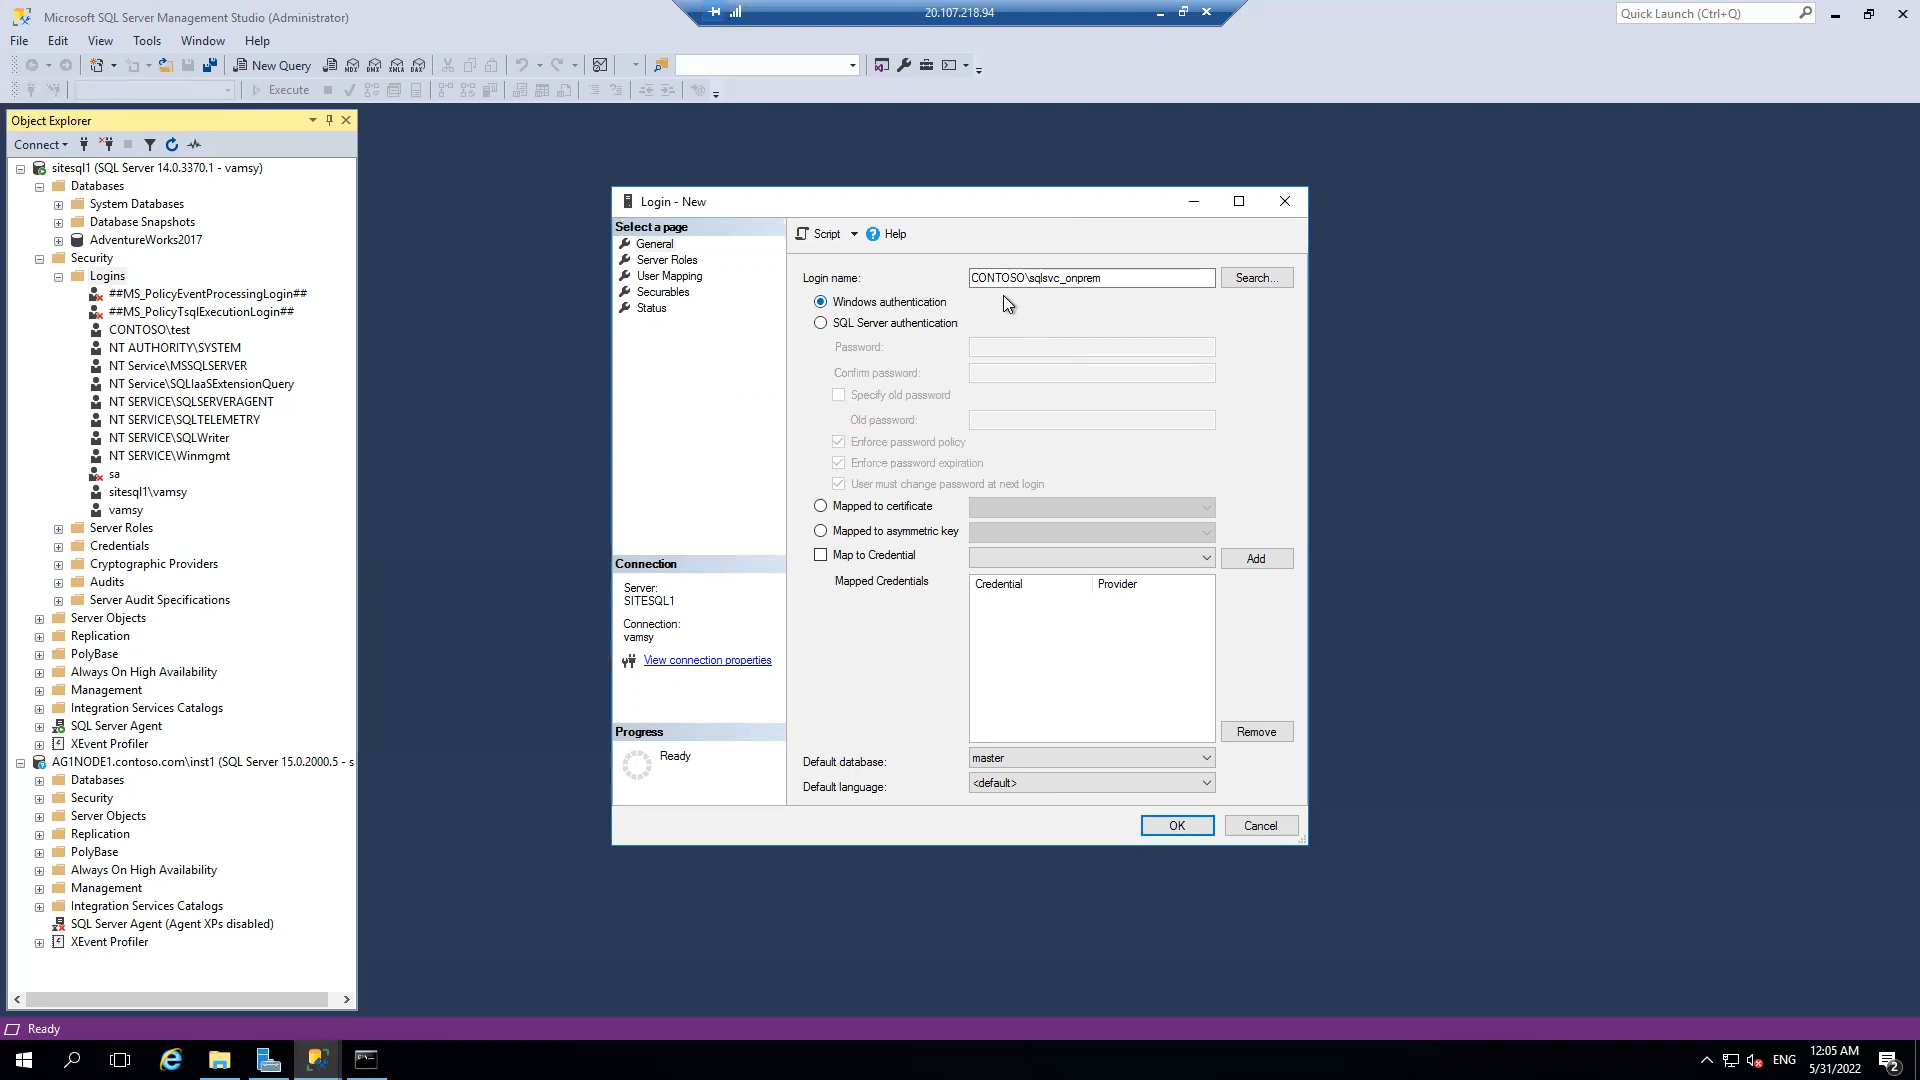 Microsoft SQL Server Management Studio (Administrator)
20.107.218.94
Quick Launch (Ctrl+Q)
File Edit View Tools Window Help
New Query
MDX DMX XMLA DAX
Execute
Object Explorer
Connect
sitesql1 (SQL Server 14.0.3370.1 - vamsy)
Databases
System Databases
Database Snapshots
AdventureWorks2017
Security
Logins
##MS_PolicyEventProcessingLogin##
##MS_PolicyTsqlExecutionLogin##
CONTOSO\test
NT AUTHORITY\SYSTEM
NT Service\MSSQLSERVER
NT Service\SQLIaaSExtensionQuery
NT SERVICE\SQLSERVERAGENT
NT SERVICE\SQLTELEMETRY
NT SERVICE\SQLWriter
NT SERVICE\Winmgmt
sa
sitesql1\vamsy
vamsy
Server Roles
Credentials
Cryptographic Providers
Audits
Server Audit Specifications
Server Objects
Replication
PolyBase
Always On High Availability
Management
Integration Services Catalogs
SQL Server Agent
XEvent Profiler
AG1NODE1.contoso.com\inst1 (SQL Server 15.0.2000.5 - s
Databases
Security
Server Objects
Replication
PolyBase
Always On High Availability
Management
Integration Services Catalogs
SQL Server Agent (Agent XPs disabled)
XEvent Profiler
Login - New
Select a page
General
Server Roles
User Mapping
Securables
Status
Connection
Server:
SITESQL1
Connection:
vamsy
View connection properties
Progress
Ready
Script Help
Login name: CONTOSO\sqlsvc_onprem Search...
Windows authentication
SQL Server authentication
Password:
Confirm password:
Specify old password
Old password:
Enforce password policy
Enforce password expiration
User must change password at next login
Mapped to certificate
Mapped to asymmetric key
Map to Credential Add
Mapped Credentials Credential Provider
Remove
Default database: master
Default language: <default>
OK Cancel
Ready
ENG 12:05 AM
5/31/2022
2